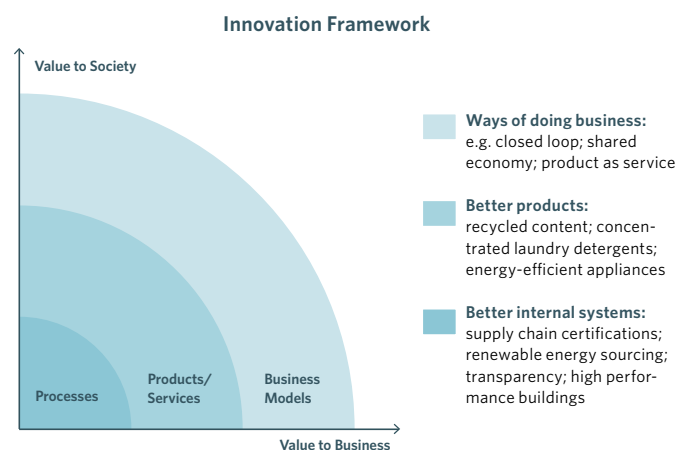 Innovation Framework
Value to Society
Ways of doing business:
e.g. closed loop; shared
economy; product as service
Better products:
recycled content; concen-
trated laundry detergents;
energy-efficient appliances
Better internal systems:
supply chain certifications;
renewable energy sourcing;
transparency; high perfor-
mance buildings
Processes
Products/
Services
Business
Models
Value to Business